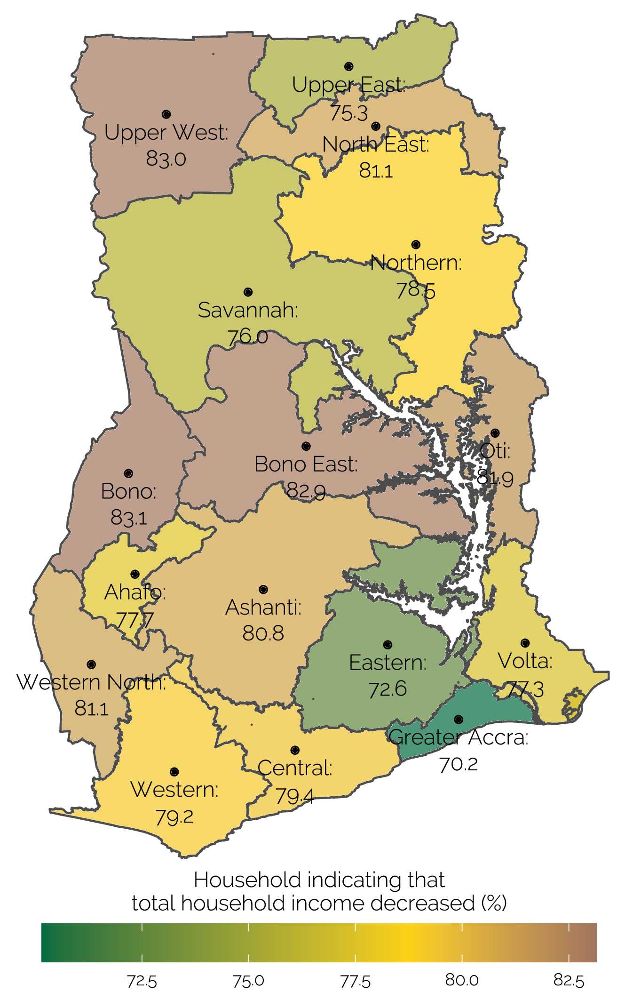 Upper East:
75.3
Upper West:
83.0
North East:
81.1
Northern:
78.5
Savannah:
76.0
Oti:
81.9
Bono East:
82.9
Bono:
83.1
Ahafo:
77.7
Ashanti:
80.8
Eastern:
72.6
Volta:
77.3
Western North:
81.1
Greater Accra:
70.2
Central:
79.4
Western:
79.2
Household indicating that
total household income decreased (%)
72.5 75.0 77.5 80.0 82.5